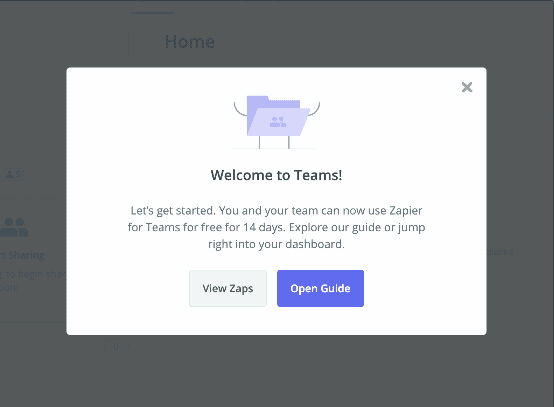 Home
Welcome to Teams!
Let's get started. You and your team can now use Zapier
for Teams for free for 14 days. Explore our guide or jump
right into your dashboard.
View Zaps
Open Guide
Sharing